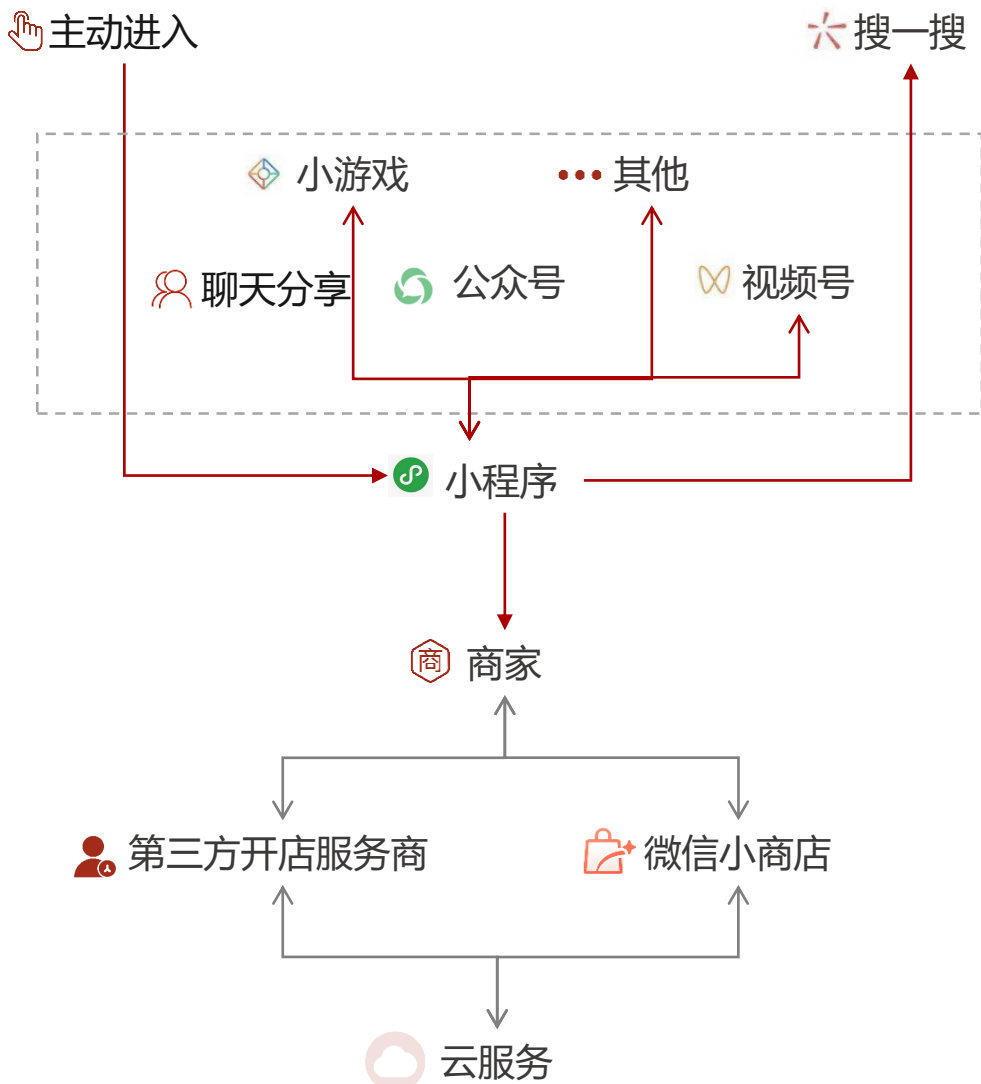 主动进入
搜一搜
小游戏
其他
聊天分享
公众号
视频号
小程序
商 商家
第三方开店服务商
微信小商店
云服务